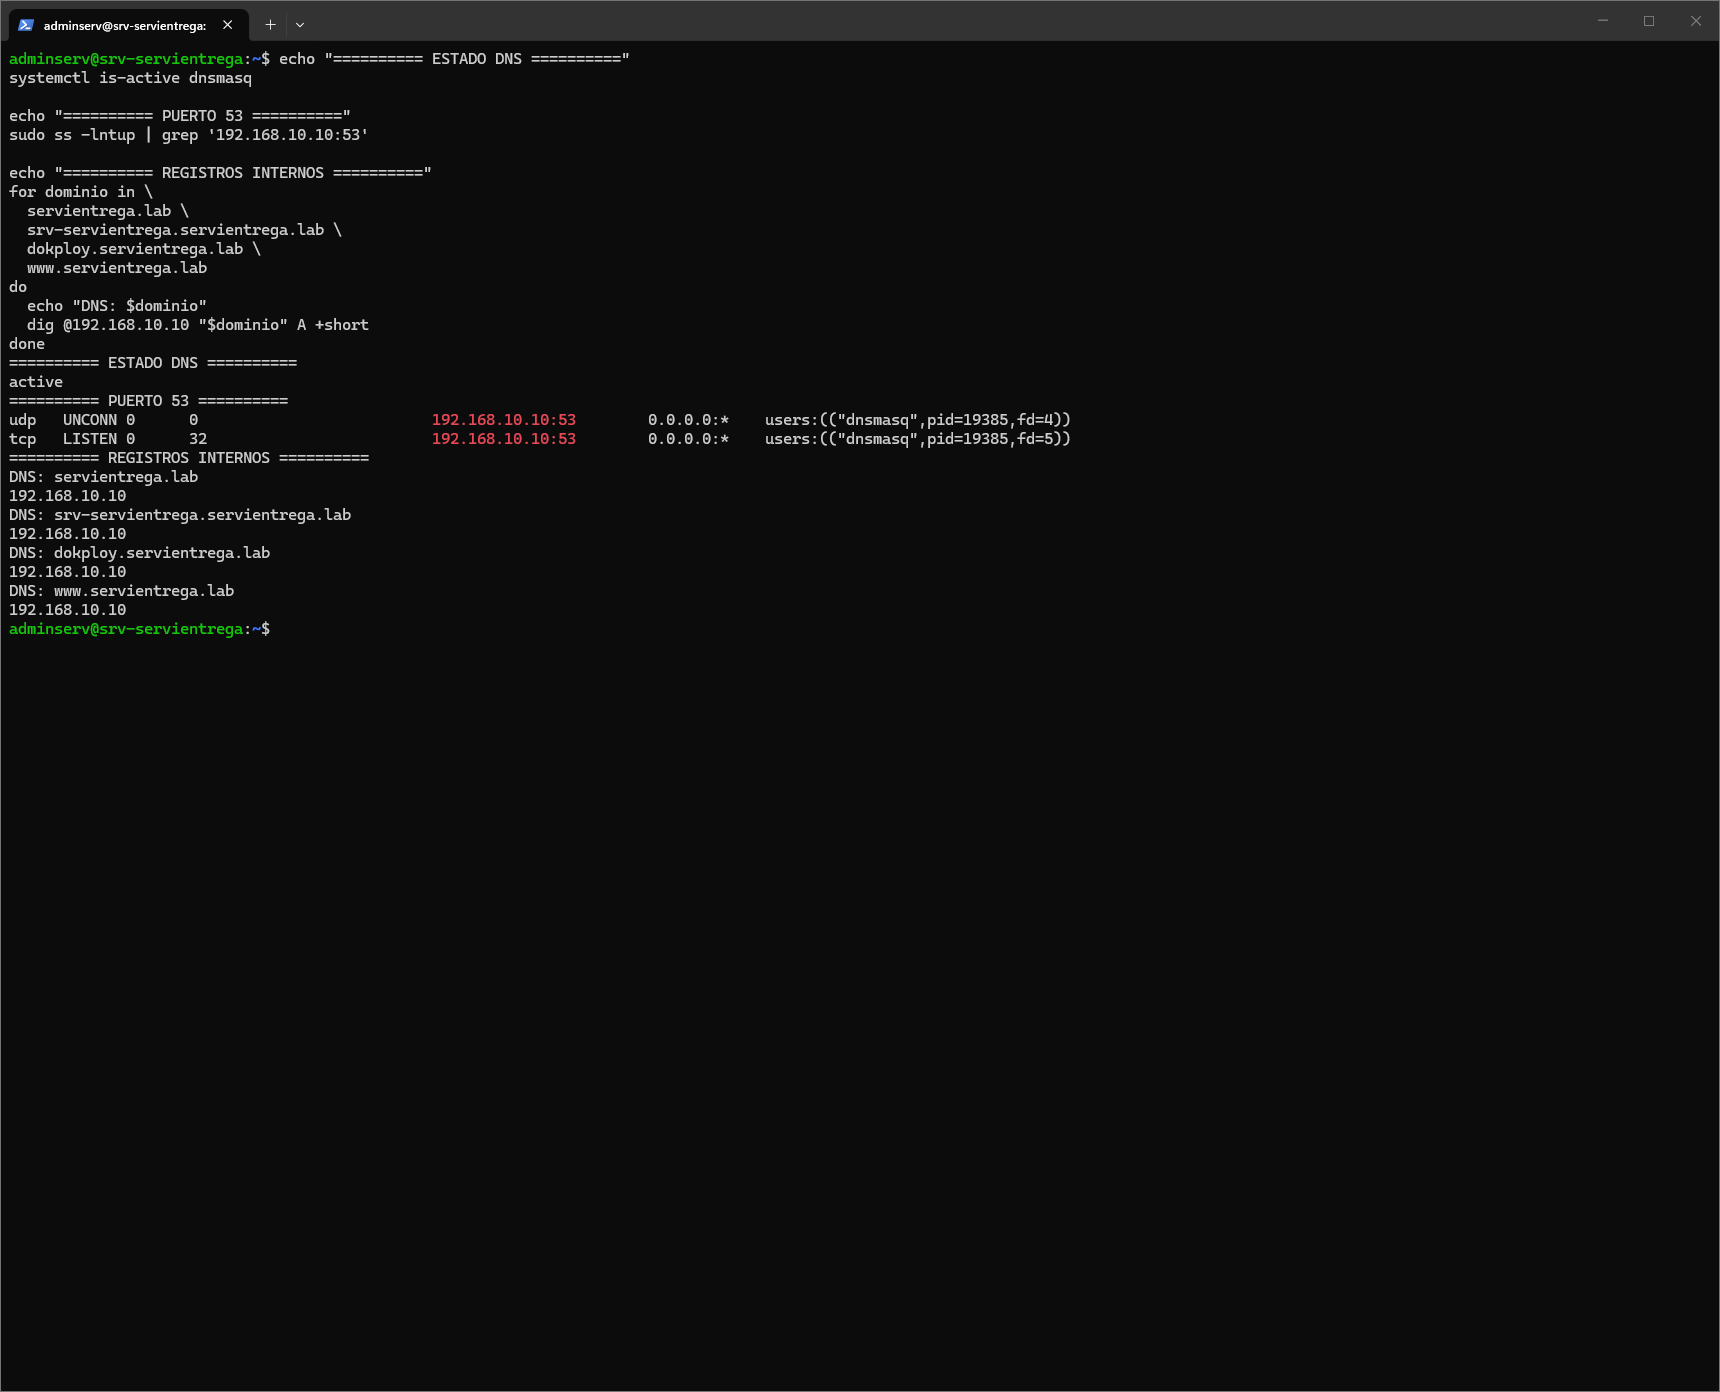 adminserv@srv-servientrega:
adminserv@srv-servientrega:~$ echo "========== ESTADO DNS =========="
systemctl is-active dnsmasq

echo "========== PUERTO 53 =========="
sudo ss -lntup | grep '192.168.10.10:53'

echo "========== REGISTROS INTERNOS =========="
for dominio in \
  servientrega.lab \
  srv-servientrega.servientrega.lab \
  dokploy.servientrega.lab \
  www.servientrega.lab
do
  echo "DNS: $dominio"
  dig @192.168.10.10 "$dominio" A +short
done
========== ESTADO DNS ==========
active
========== PUERTO 53 ==========
udp   UNCONN 0      0                          192.168.10.10:53        0.0.0.0:*    users:(("dnsmasq",pid=19385,fd=4))
tcp   LISTEN 0      32                         192.168.10.10:53        0.0.0.0:*    users:(("dnsmasq",pid=19385,fd=5))
========== REGISTROS INTERNOS ==========
DNS: servientrega.lab
192.168.10.10
DNS: srv-servientrega.servientrega.lab
192.168.10.10
DNS: dokploy.servientrega.lab
192.168.10.10
DNS: www.servientrega.lab
192.168.10.10
adminserv@srv-servientrega:~$